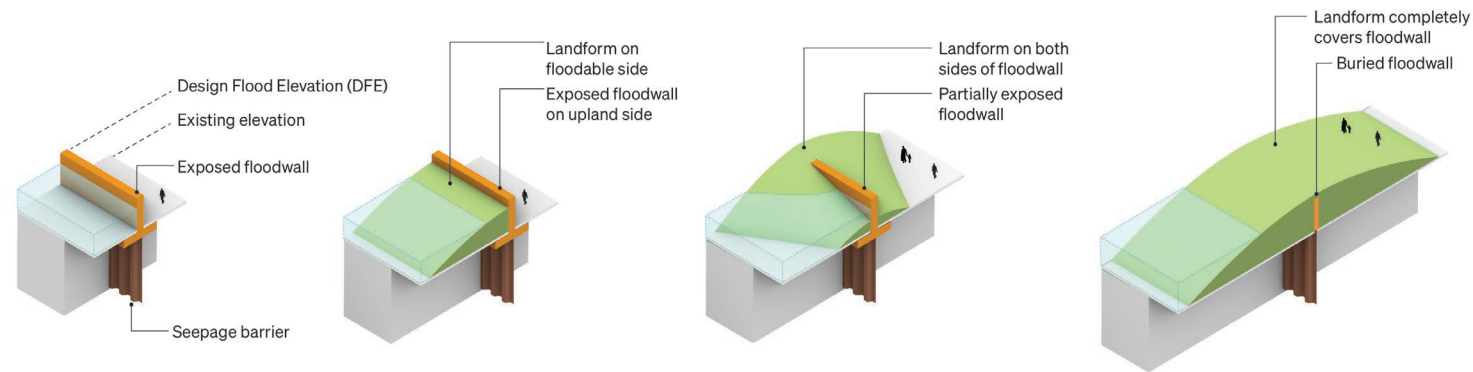 Design Flood Elevation (DFE)
Existing elevation
Exposed floodwall
Seepage barrier
Landform on
floodable side
Exposed floodwall
on upland side
Landform on both
sides of floodwall
Partially exposed
floodwall
Landform completely
covers floodwall
Buried floodwall